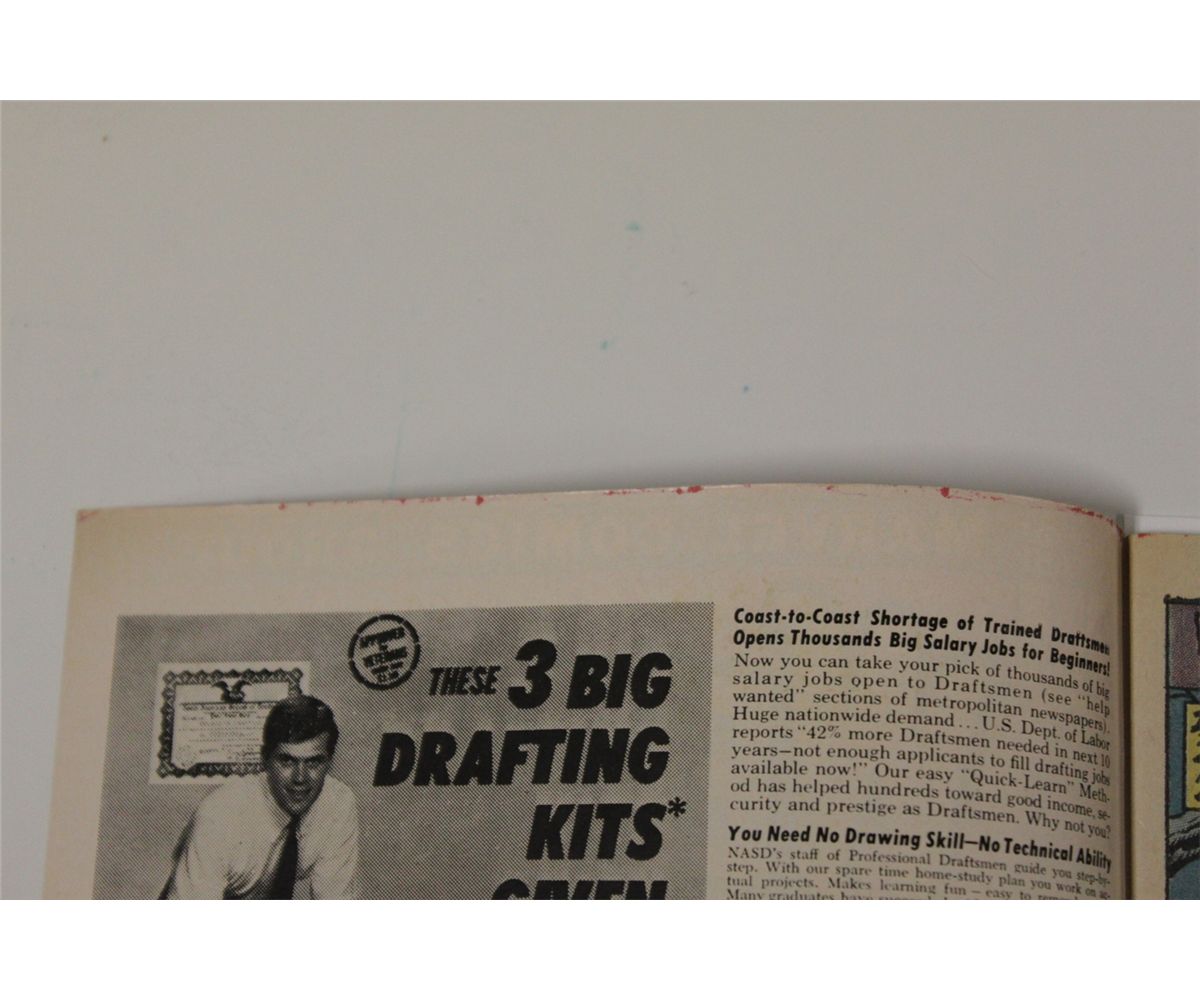 APPROVED
VETERANS
THESE 3 BIG
DRAFTING
KITS*
GIVEN
Coast-to-Coast Shortage of Trained Draftsmen
Opens Thousands Big Salary Jobs for Beginners!
Now you can take your pick of thousands of big
salary jobs open to Draftsmen (see "help
wanted" sections of metropolitan newspapers).
Huge nationwide demand ... U.S. Dept. of Labor
reports "42% more Draftsmen needed in next 10
years—not enough applicants to fill drafting jobs
available now!" Our easy "Quick-Learn" Meth-
od has helped hundreds toward good income, se-
curity and prestige as Draftsmen. Why not you?
You Need No Drawing Skill—No Technical Ability
NASD's staff of Professional Draftsmen guide you step-by-
step. With our spare time home-study plan you work on ac-
tual projects. Makes learning fun — easy to
Many graduates have